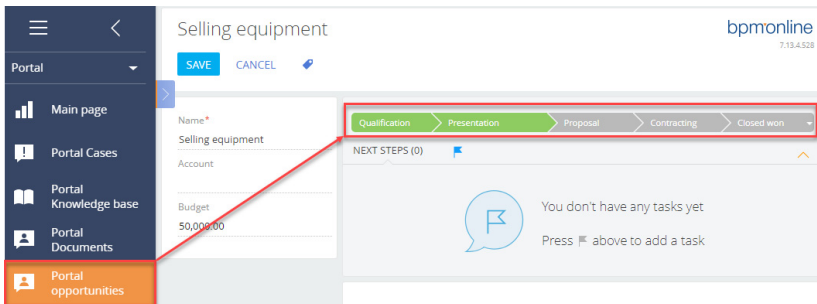 Selling equipment
bpm'online
7.13.4.528
Portal
SAVE CANCEL
Main page
Portal Cases
Portal
Knowledge base
Portal
Documents
Portal
opportunities
Name*
Selling equipment
Account
Budget
50,000.00
Qualification Presentation Proposal Contracting Closed won
NEXT STEPS (0)
You don't have any tasks yet
Press above to add a task